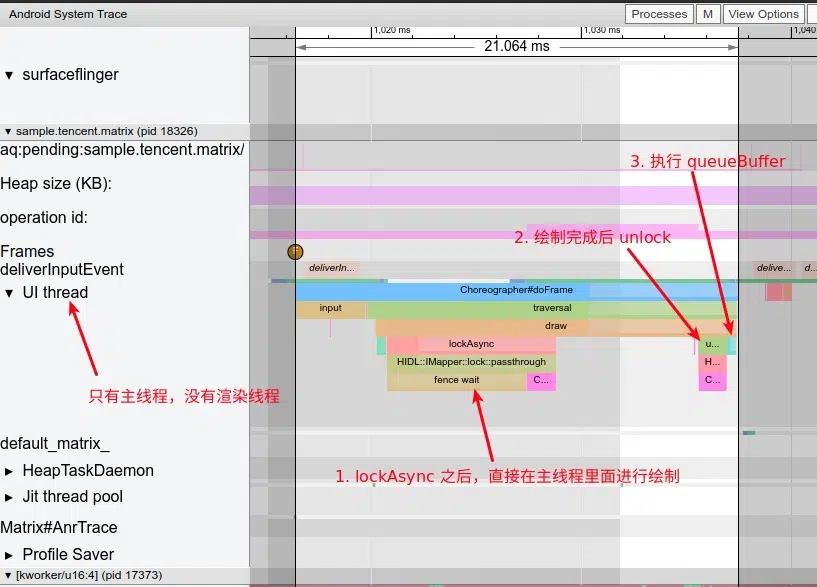 Android System Trace
Processes M View Options
1,020 ms 1,030 ms 1,040
21.064 ms
▼ surfaceflinger
▼ sample.tencent.matrix (pid 18326)
aq:pending:sample.tencent.matrix/
3. 执行 queueBuffer
Heap size (KB):
operation id:
2. 绘制完成后 unlock
Frames
F
deliverInputEvent
deliverIn... delive... d...
▼ UI thread
Choreographer#doFrame
input traversal
draw
lockAsync u...
HIDL::IMapper::lock::passthrough H...
fence wait C... C...
只有主线程，没有渲染线程
default_matrix_
► HeapTaskDaemon
1. lockAsync 之后，直接在主线程里面进行绘制
► Jit thread pool
Matrix#AnrTrace
► Profile Saver
▼ [kworker/u16:4] (pid 17373)